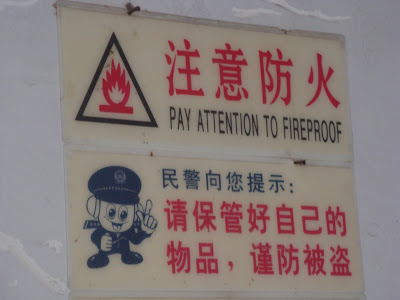 注意防火
PAY ATTENTION TO FIREPROOF
民警向您提示：
请保管好自己的
物品，谨防被盗